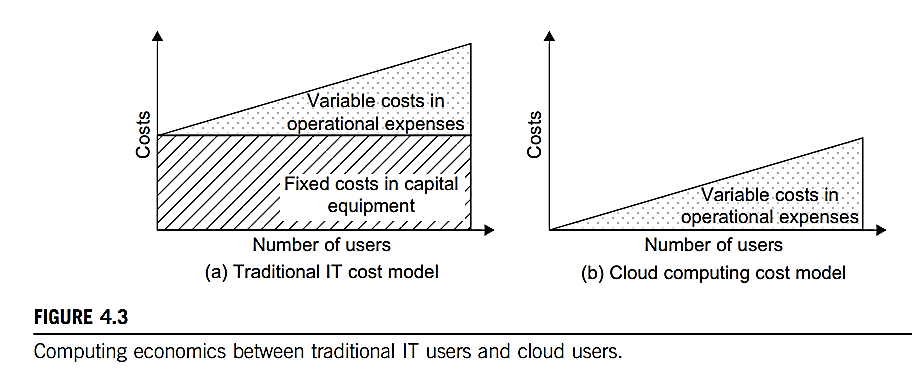 Costs
Variable costs in
operational expenses
Fixed costs in capital
equipment
Number of users
(a) Traditional IT cost model
Costs
Variable costs in
operational expenses
Number of users
(b) Cloud computing cost model
FIGURE 4.3
Computing economics between traditional IT users and cloud users.